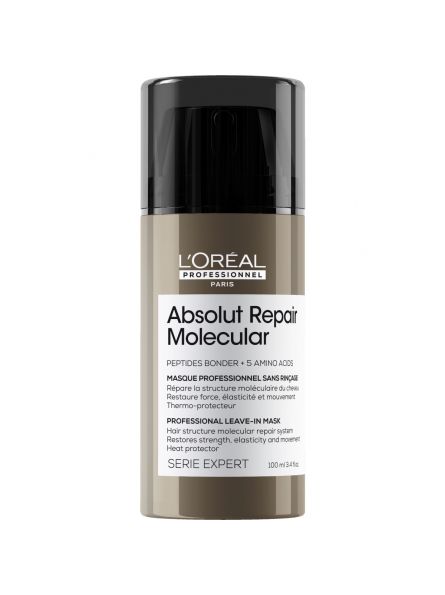 L'ORÉAL
PROFESSIONNEL
PARIS
Absolut Repair
Molecular
PEPTIDES BONDER + 5 AMINO ACIDS
MASQUE PROFESSIONNEL SANS RINÇAGE
Répare la structure moléculaire du cheveu
Restaure force, élasticité et mouvement
Thermo-protecteur
PROFESSIONAL LEAVE-IN MASK
Hair structure molecular repair system
Restores strength, elasticity and movement
Heat protector
SERIE EXPERT
100 ml 3.4 fl.oz.